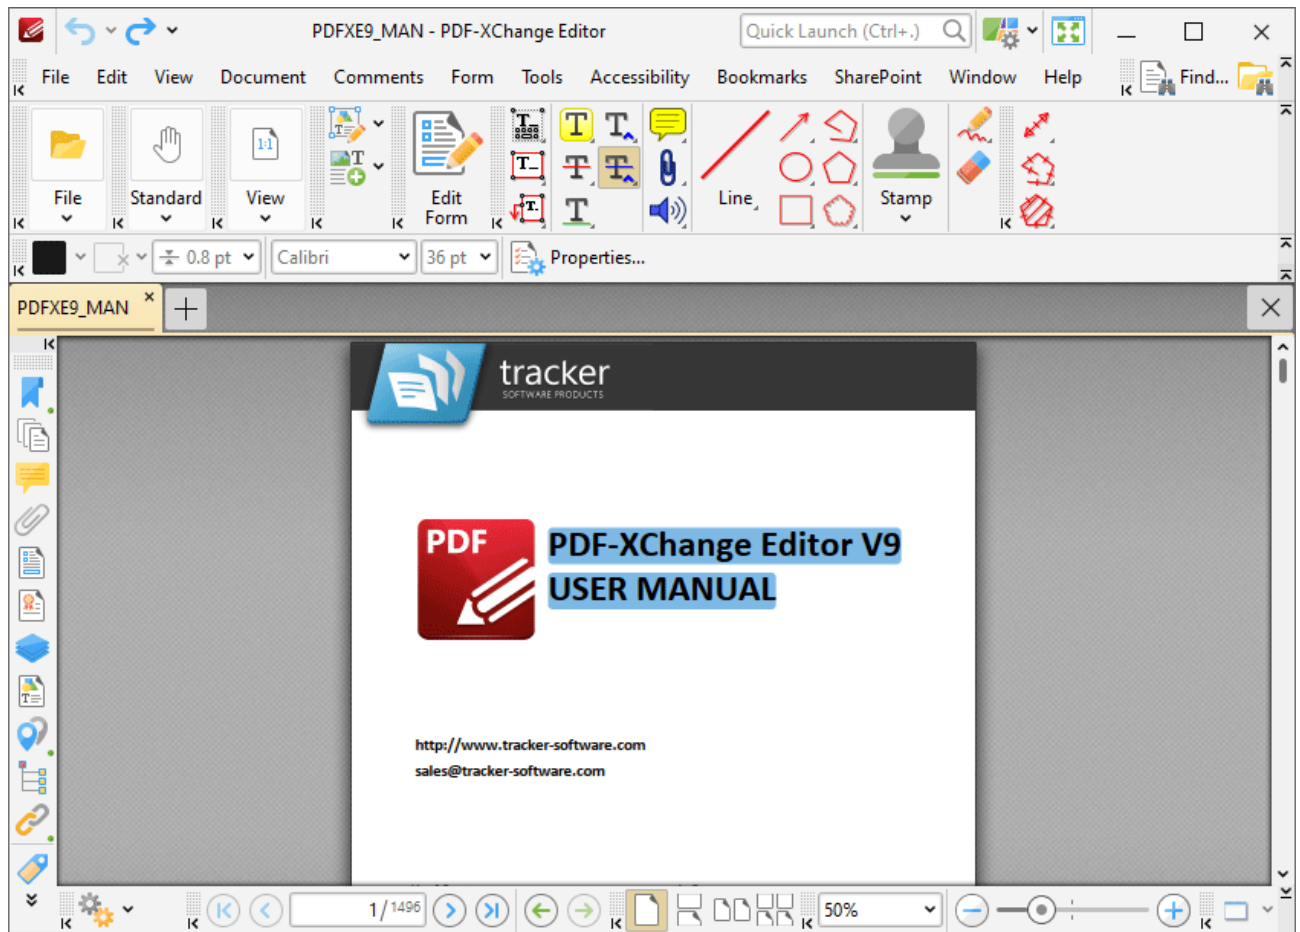 PDFXE9_MAN - PDF-XChange Editor
Quick Launch (Ctrl+.)
File Edit View Document Comments Form Tools Accessibility Bookmarks SharePoint Window Help Find...
File
Standard
1:1
View
Edit
Form
Line
Stamp
0.8 pt Calibri 36 pt Properties...
PDFXE9_MAN
tracker
SOFTWARE PRODUCTS
PDF
PDF-XChange Editor V9
USER MANUAL
http://www.tracker-software.com
sales@tracker-software.com
1/1496 50%